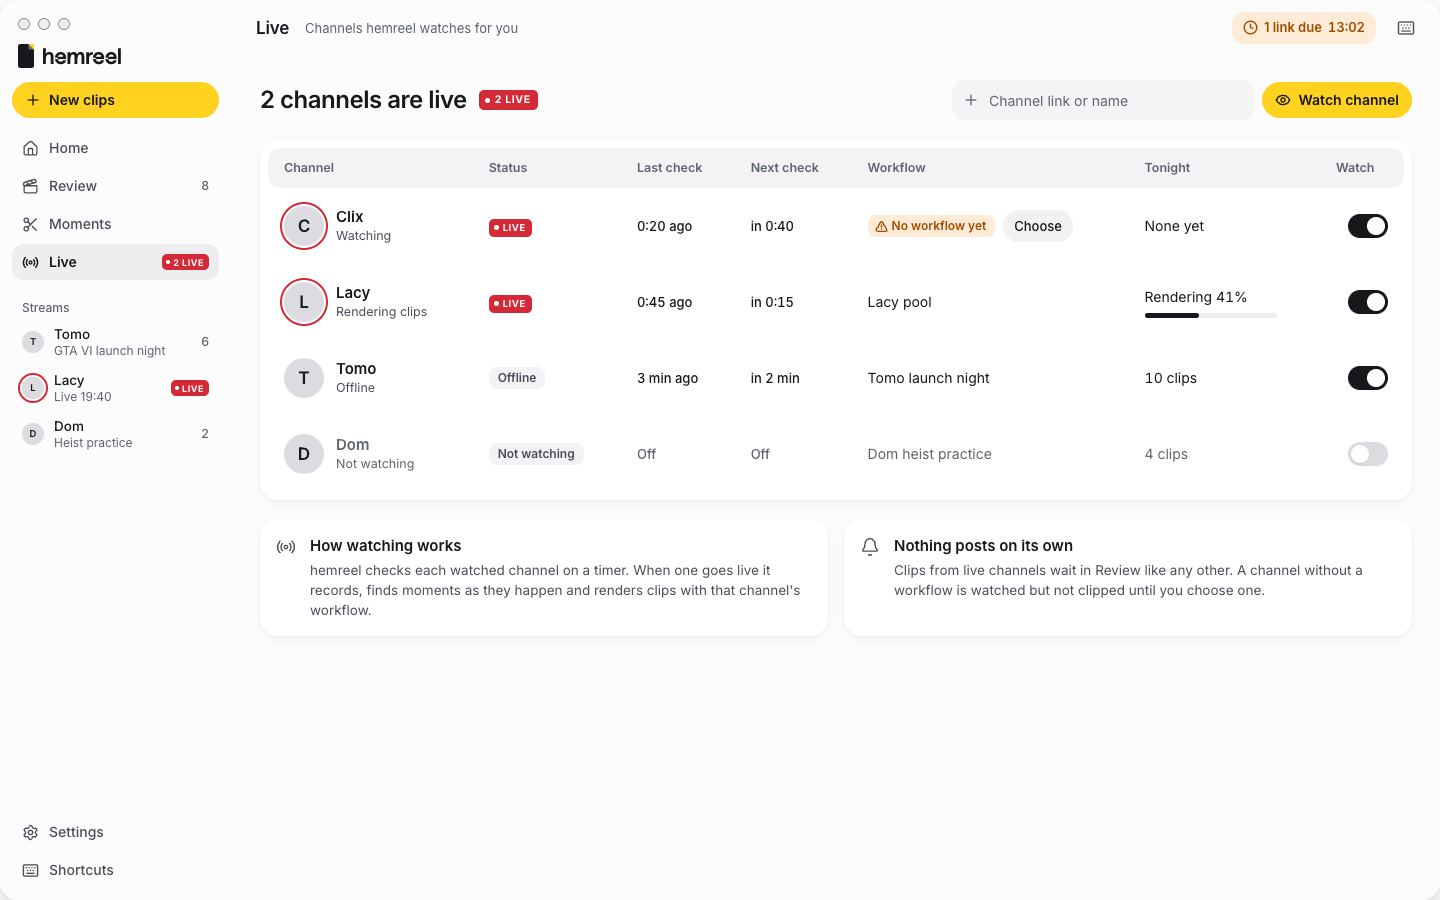 hemreel
New clips
Home
Review 8
Moments
Live 2 LIVE
Streams
T Tomo 6
GTA VI launch night
L Lacy LIVE
Live 19:40
D Dom 2
Heist practice
Settings
Shortcuts
Live Channels hemreel watches for you
1 link due 13:02
2 channels are live 2 LIVE
Channel link or name
Watch channel
Channel Status Last check Next check Workflow Tonight Watch
C Clix LIVE 0:20 ago in 0:40 No workflow yet Choose None yet
Watching
L Lacy LIVE 0:45 ago in 0:15 Lacy pool Rendering 41%
Rendering clips
T Tomo Offline 3 min ago in 2 min Tomo launch night 10 clips
Offline
D Dom Not watching Off Off Dom heist practice 4 clips
Not watching
How watching works
hemreel checks each watched channel on a timer. When one goes live it
records, finds moments as they happen and renders clips with that channel's
workflow.
Nothing posts on its own
Clips from live channels wait in Review like any other. A channel without a
workflow is watched but not clipped until you choose one.